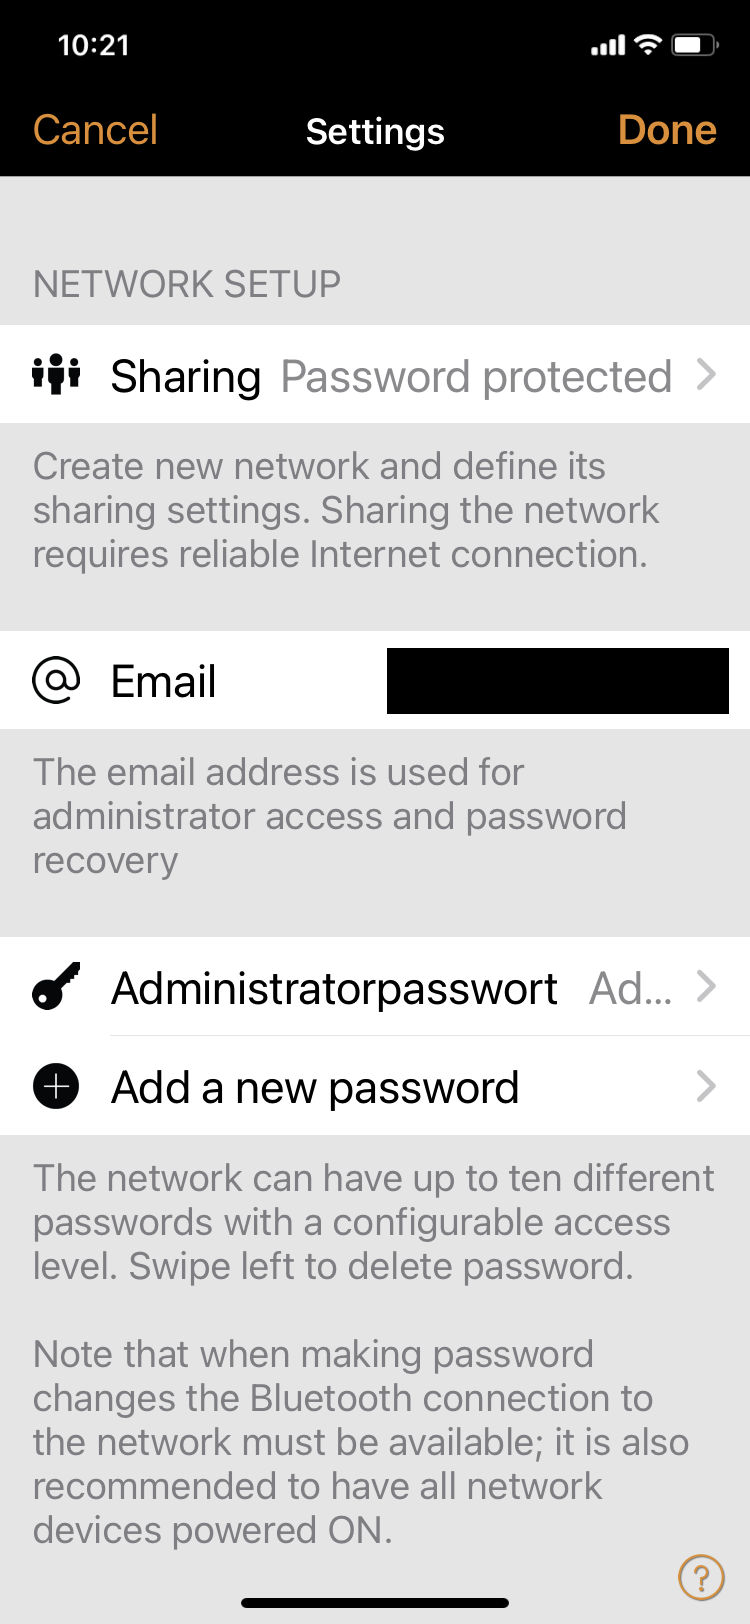 10:21
Cancel Settings Done
NETWORK SETUP
Sharing Password protected
Create new network and define its
sharing settings. Sharing the network
requires reliable Internet connection.
Email
The email address is used for
administrator access and password
recovery
Administratorpasswort Ad...
Add a new password
The network can have up to ten different
passwords with a configurable access
level. Swipe left to delete password.
Note that when making password
changes the Bluetooth connection to
the network must be available; it is also
recommended to have all network
devices powered ON.
?